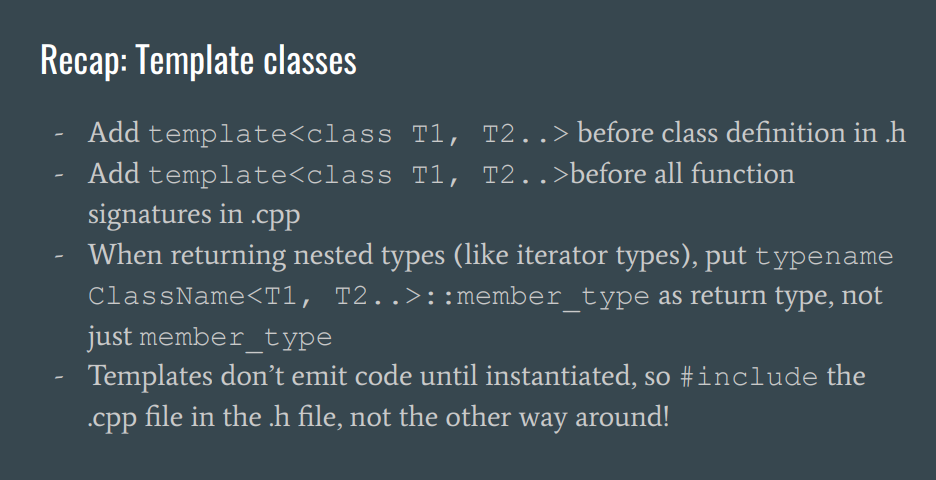 Recap: Template classes
- Add template<class T1, T2..> before class definition in .h
- Add template<class T1, T2..>before all function
signatures in .cpp
- When returning nested types (like iterator types), put typename
ClassName<T1, T2..>::member_type as return type, not
just member_type
- Templates don’t emit code until instantiated, so #include the
.cpp file in the .h file, not the other way around!